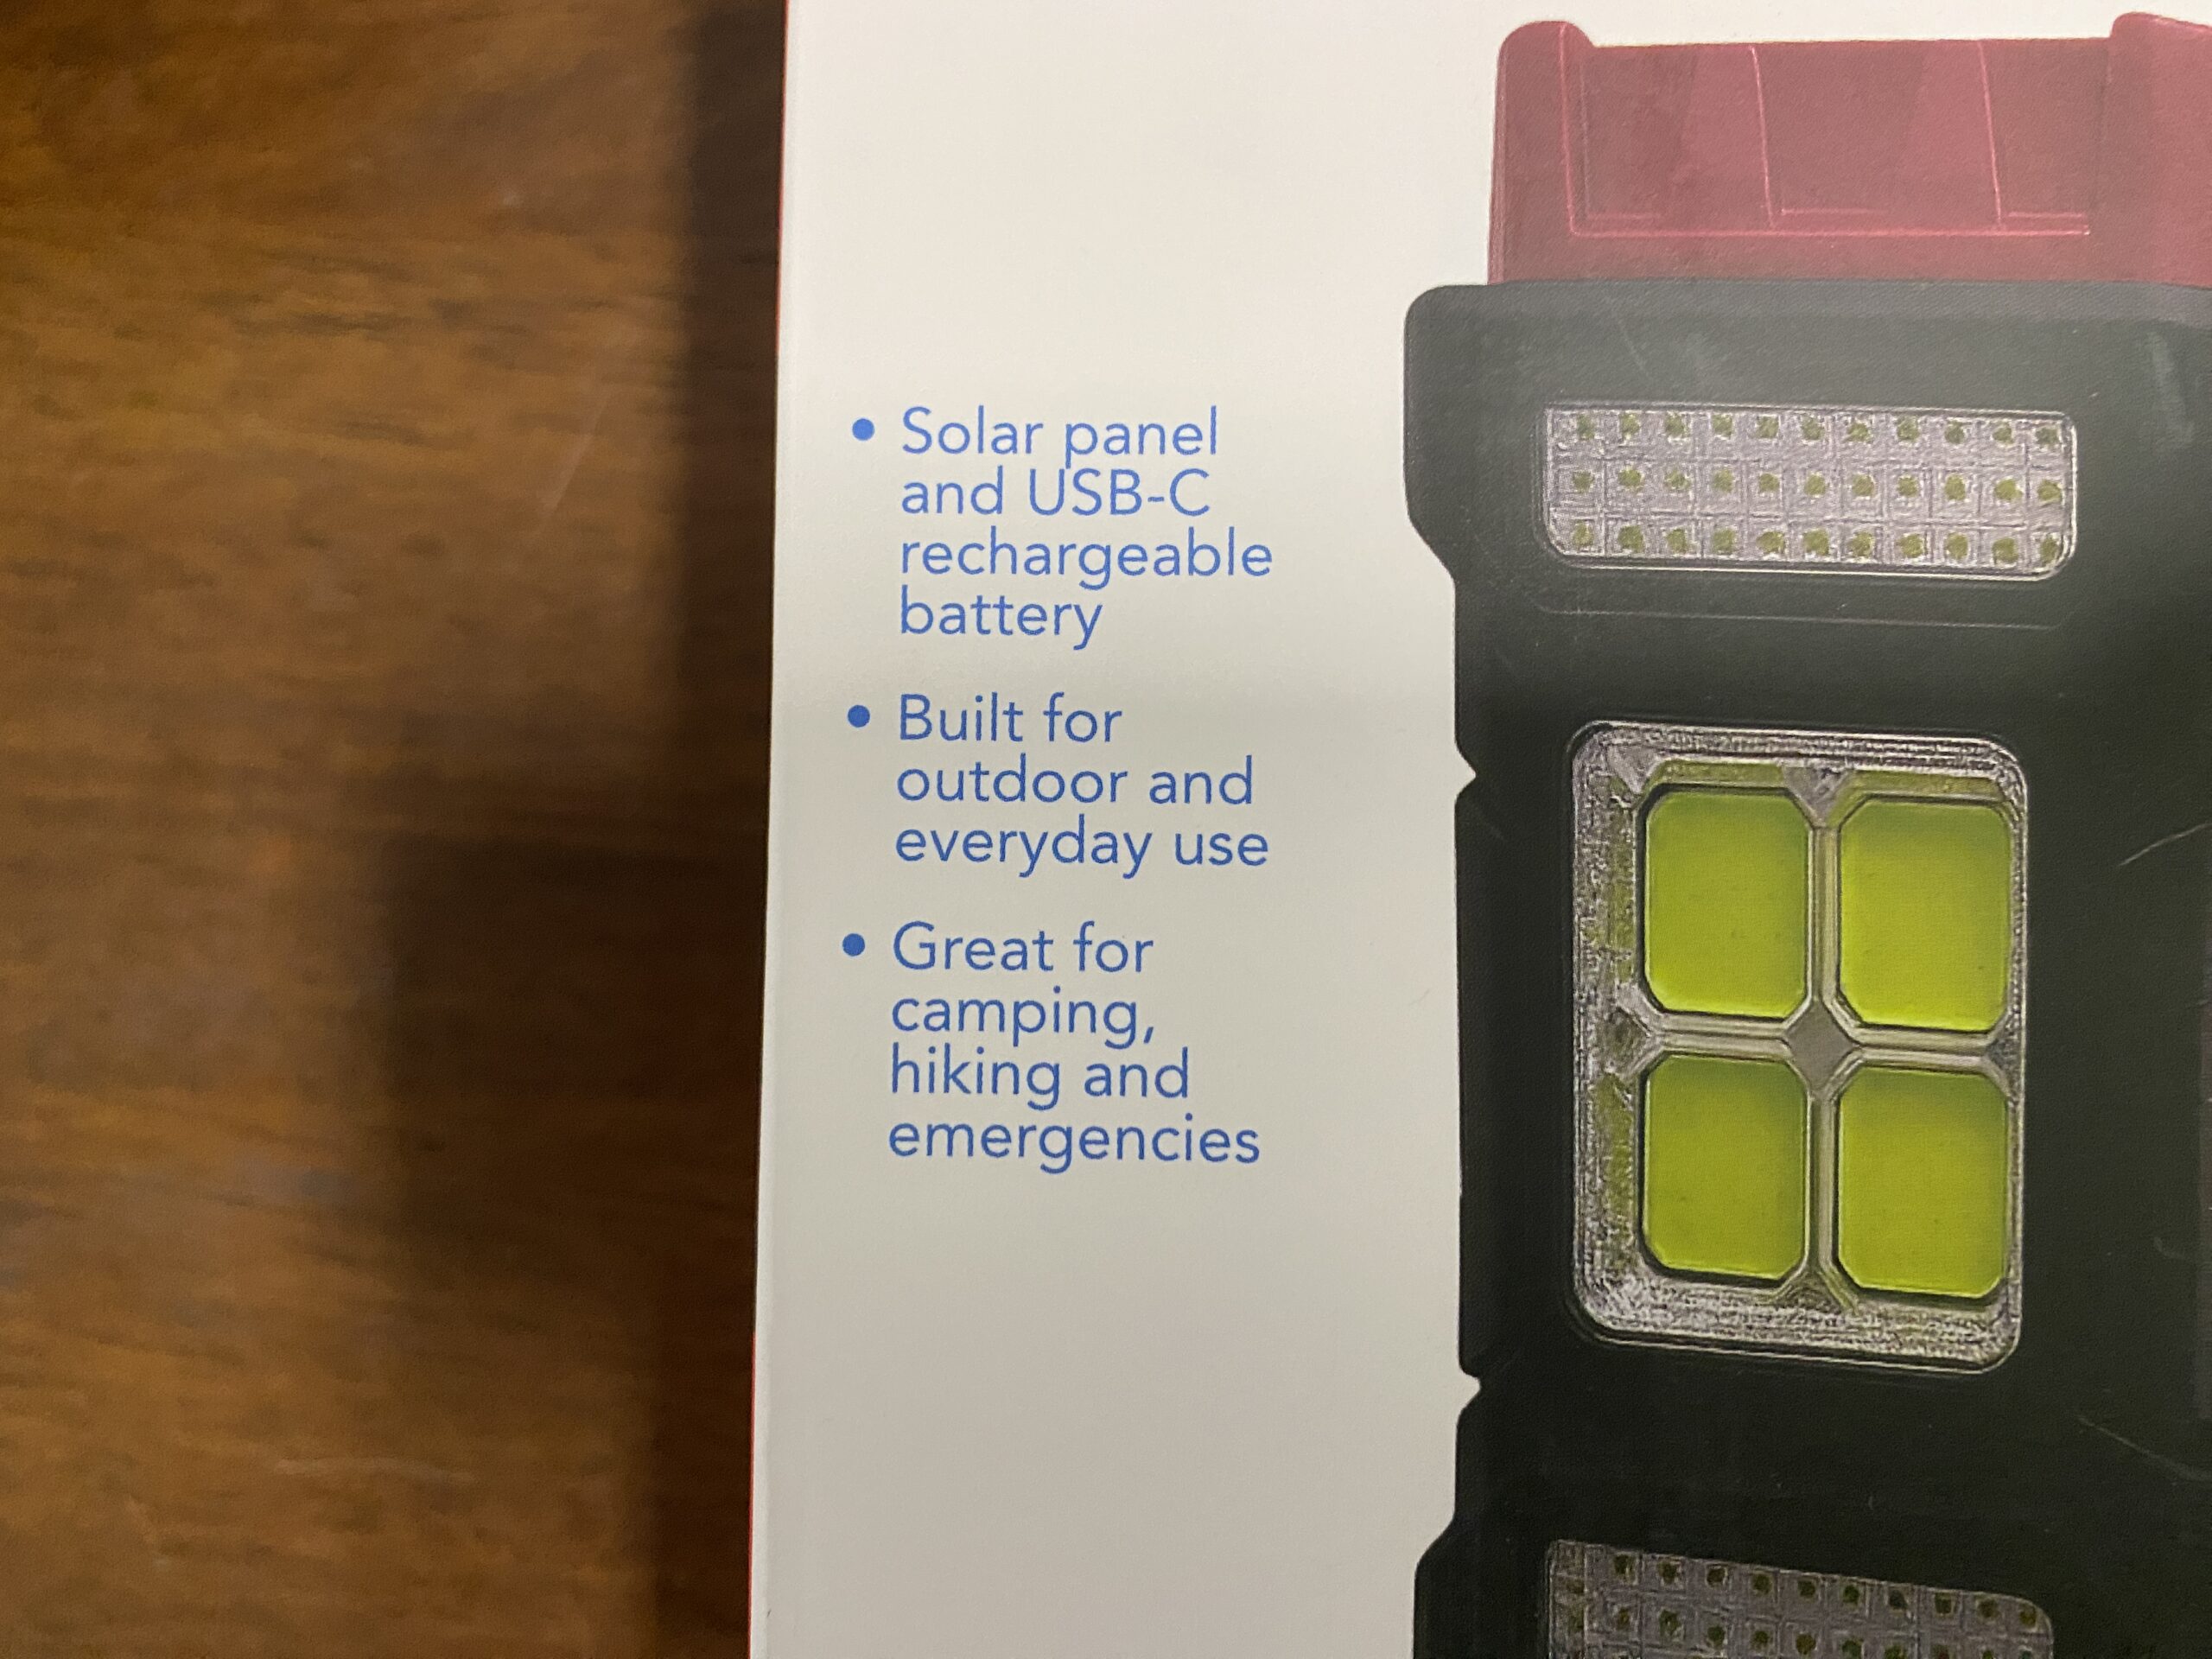 • Solar panel
and USB-C
rechargeable
battery
• Built for
outdoor and
everyday use
• Great for
camping,
hiking and
emergencies